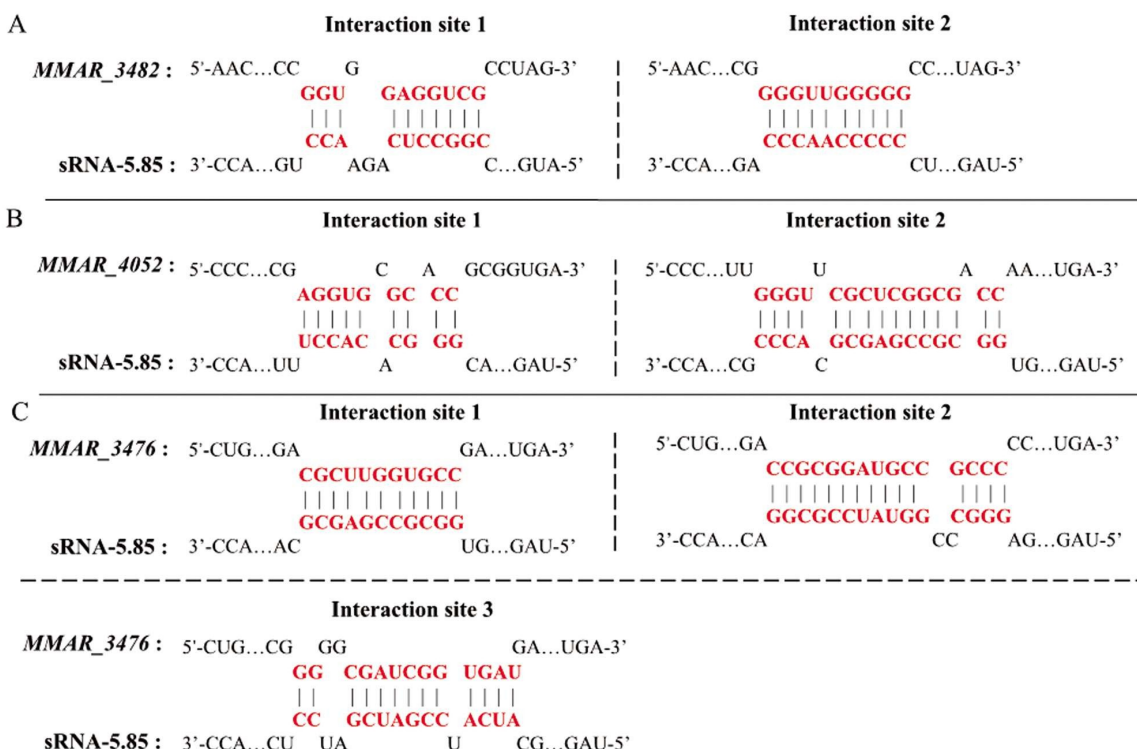 A
Interaction site 1 Interaction site 2
MMAR_3482 : 5'-AAC...CC G CCUAG-3’ 5'-AAC...CG CC...UAG-3’
GGU GAGGUCG GGGUUGGGGG
CCA CUCCGGC CCCAACCCCC
sRNA-5.85 : 3’-CCA...GU AGA C...GUA-5’ 3’-CCA...GA CU...GAU-5’
B
Interaction site 1 Interaction site 2
MMAR_4052 : 5'-CCC...CG C A GCGGUGA-3’ 5'-CCC...UU U A AA...UGA-3’
AGGUG GC CC GGGU CGCUCGGCG CC
UCCAC CG GG CCCA GCGAGCCGC GG
sRNA-5.85 : 3’-CCA...UU A CA...GAU-5’ 3’-CCA...CG C UG...GAU-5’
C
Interaction site 1 Interaction site 2
MMAR_3476 : 5'-CUG...GA GA...UGA-3’ 5'-CUG...GA CC...UGA-3’
CGCUUGGUGCC CCGCGGAUGCC GCCC
GCGAGCCGCGG GGCGCCUAUGG CGGG
sRNA-5.85 : 3’-CCA...AC UG...GAU-5’ 3’-CCA...CA CC AG...GAU-5’
Interaction site 3
MMAR_3476 : 5'-CUG...CG GG GA...UGA-3’
GG CGAUCGG UGAU
CC GCUAGCC ACUA
sRNA-5.85 : 3’-CCA...CU UA U CG...GAU-5’